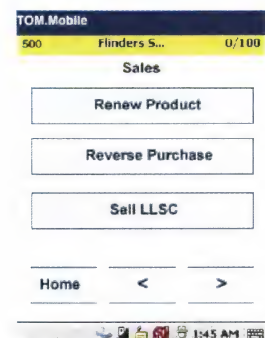 TOM.Mobile
500 Flinders S... 0/100
Sales
Renew Product
Reverse Purchase
Sell LLSC
Home < >
1:45 AM